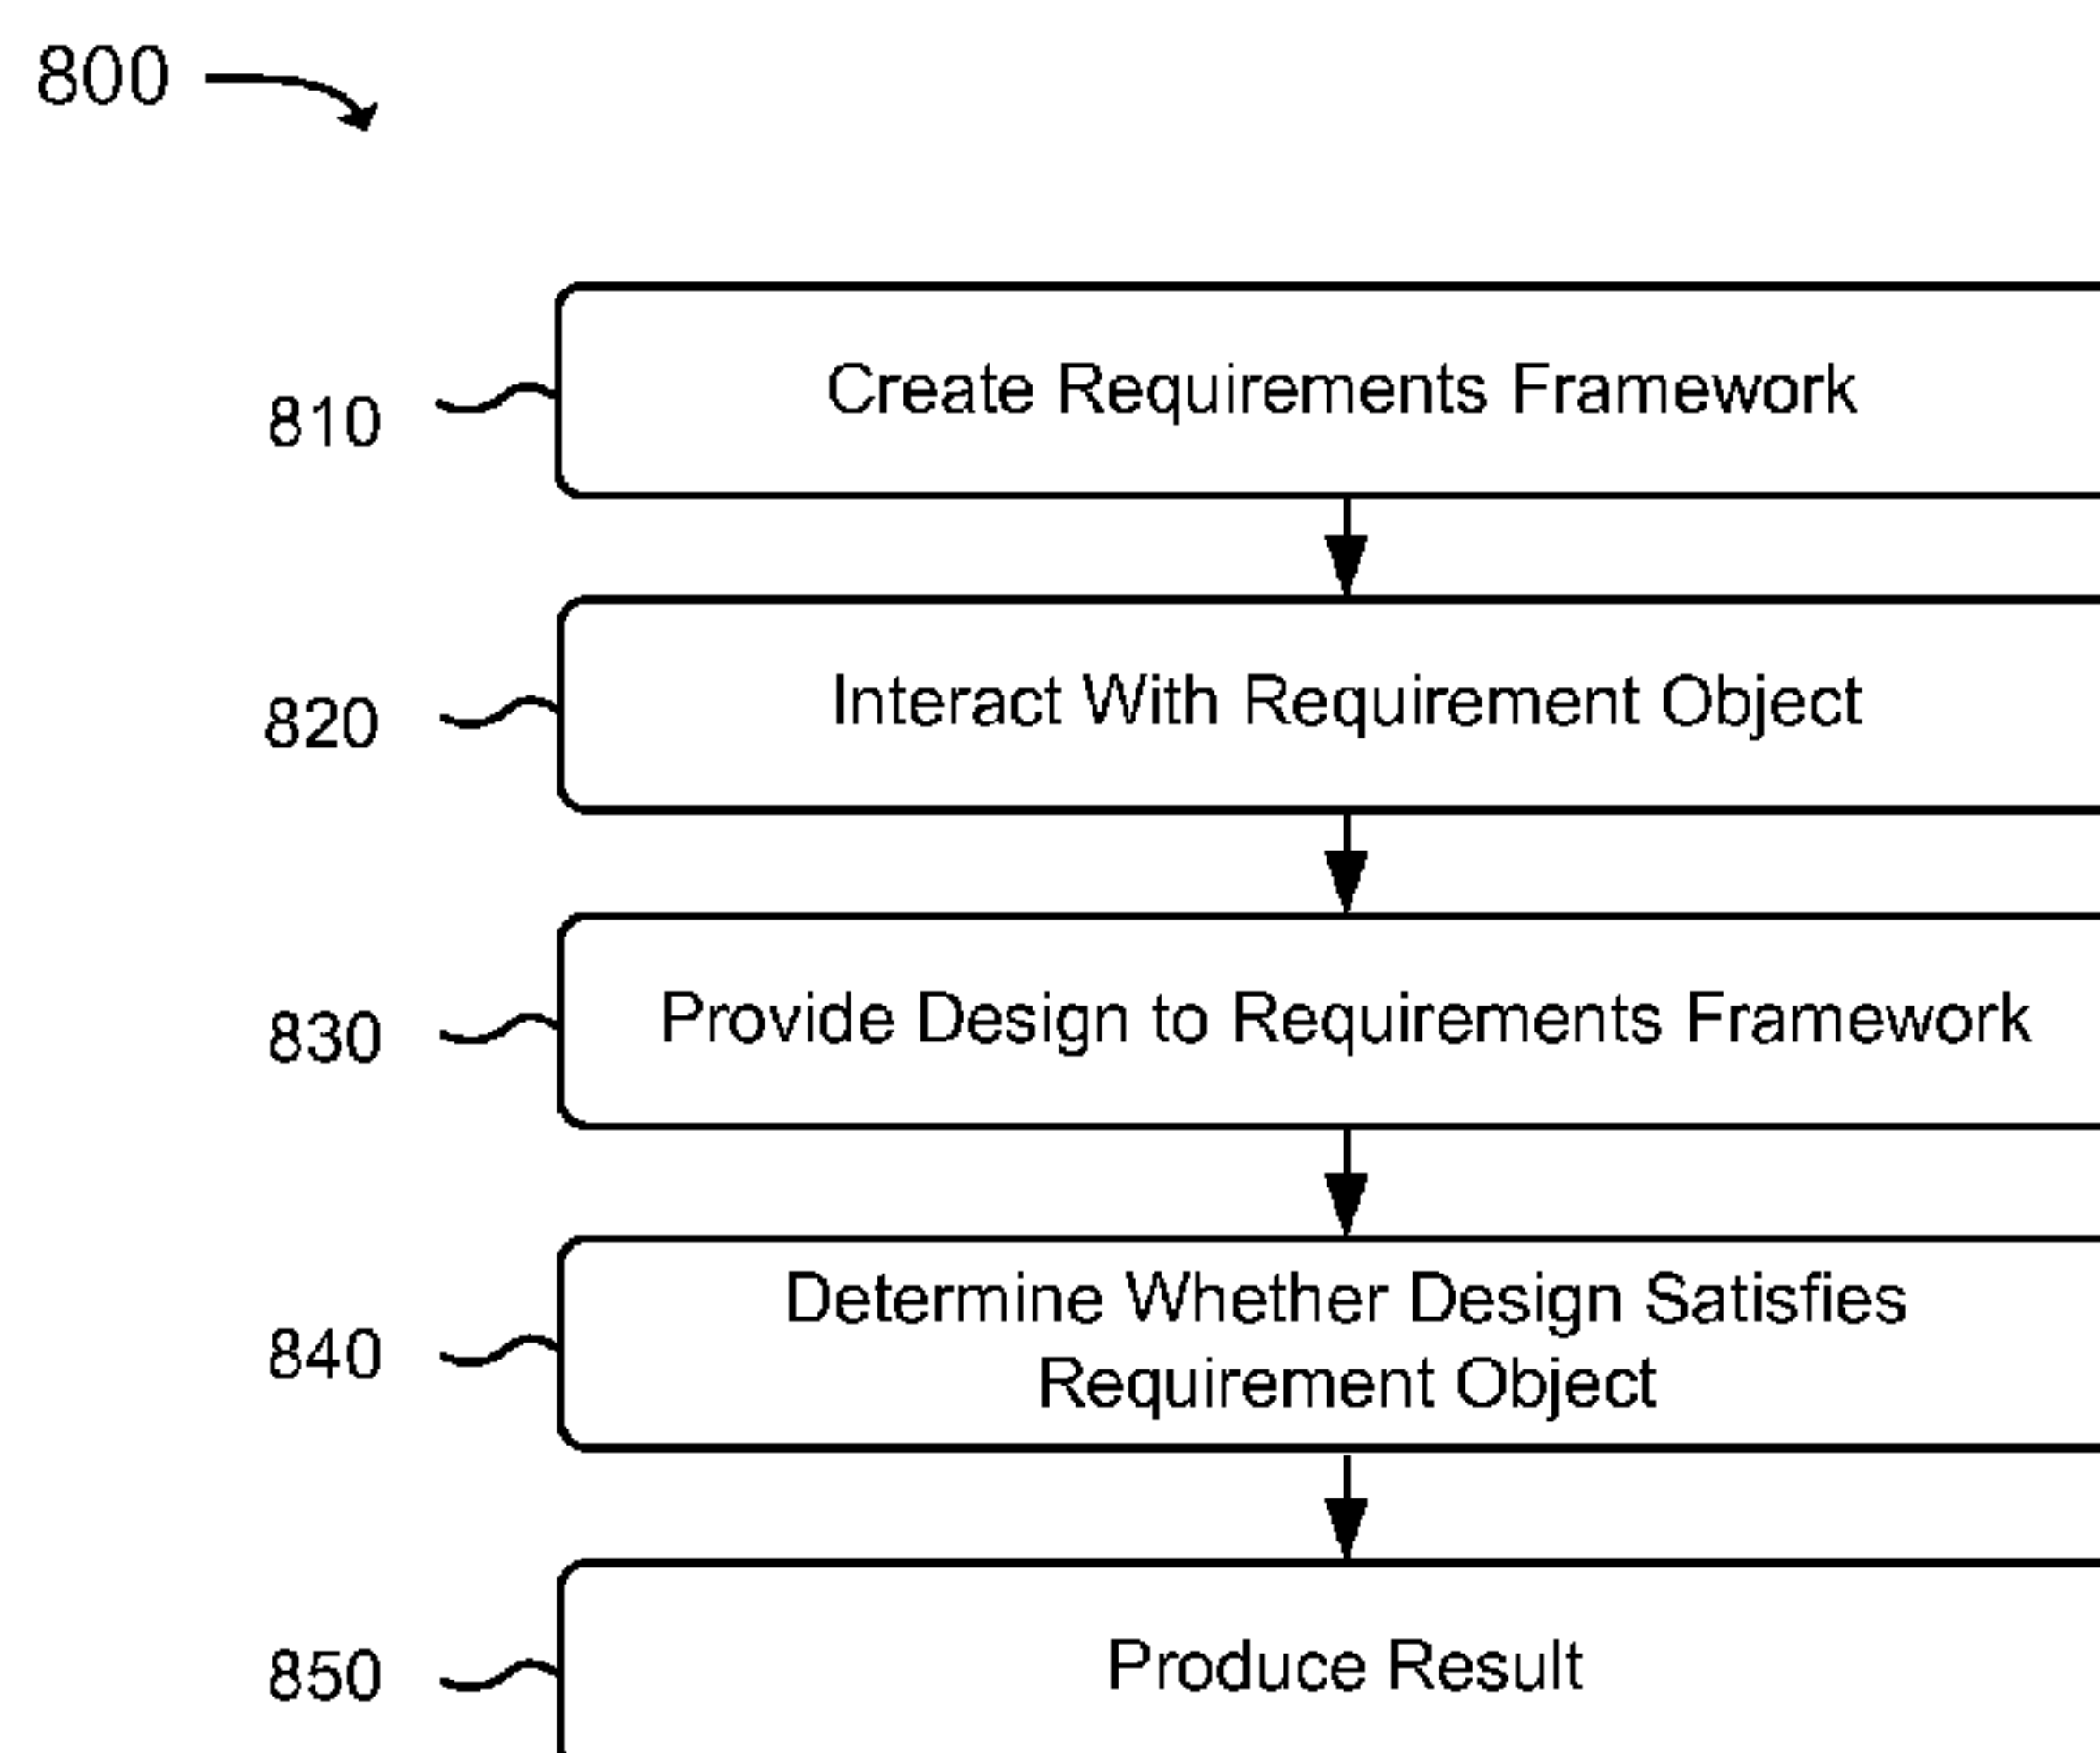 800
810
Create Requirements Framework
820
Interact With Requirement Object
830
Provide Design to Requirements Framework
840
Determine Whether Design Satisfies
Requirement Object
850
Produce Result